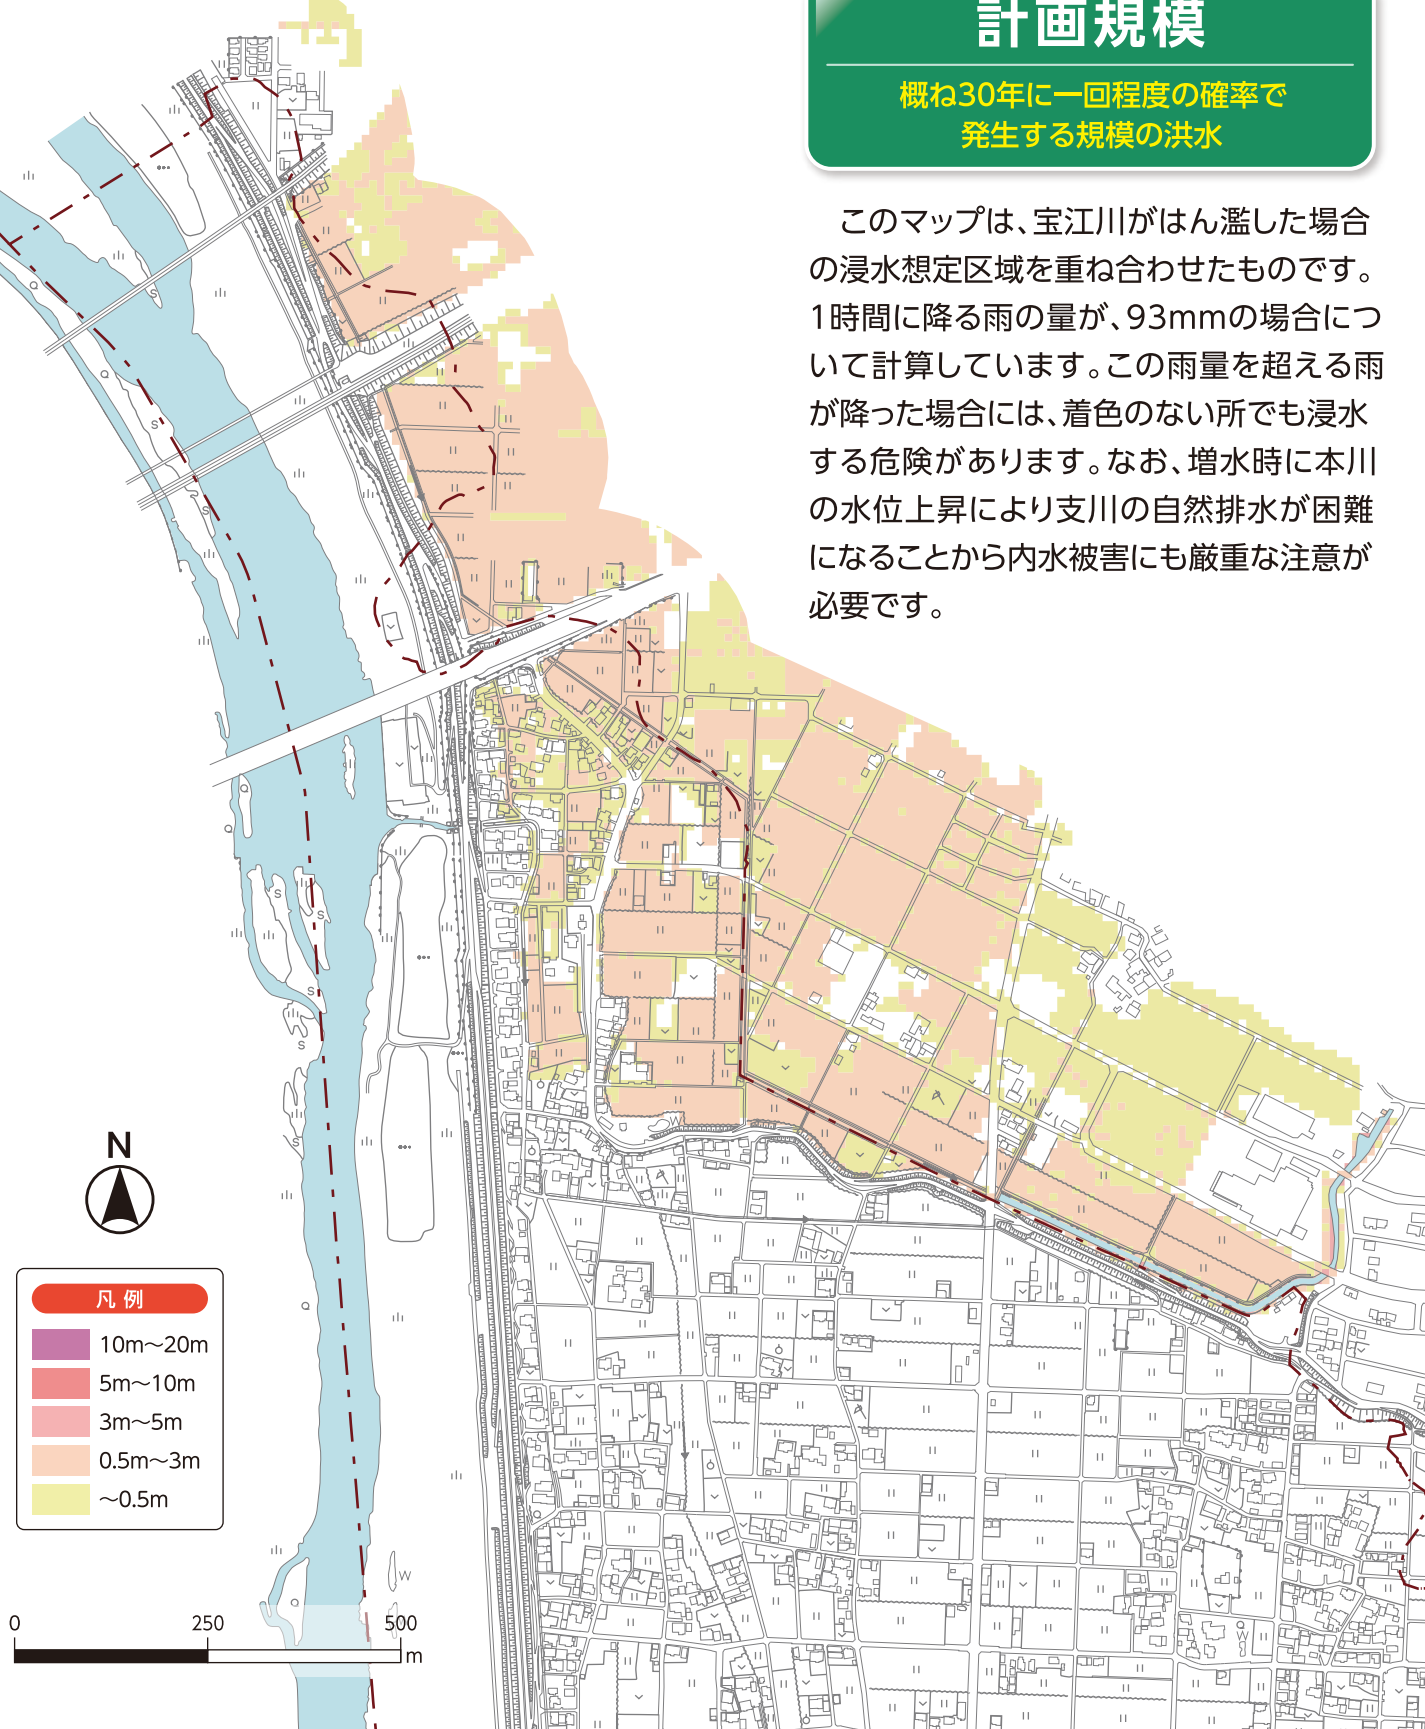 計画規模
概ね30年に一回程度の確率で
発生する規模の洪水
このマップは、宝江川がはん濫した場合
の浸水想定区域を重ね合わせたものです。
1時間に降る雨の量が、93mmの場合につ
いて計算しています。この雨量を超える雨
が降った場合には、着色のない所でも浸水
する危険があります。なお、増水時に本川
の水位上昇により支川の自然排水が困難
になることから内水被害にも厳重な注意が
必要です。
N
凡例
10m～20m
5m～10m
3m～5m
0.5m～3m
～0.5m
0 250 500
m